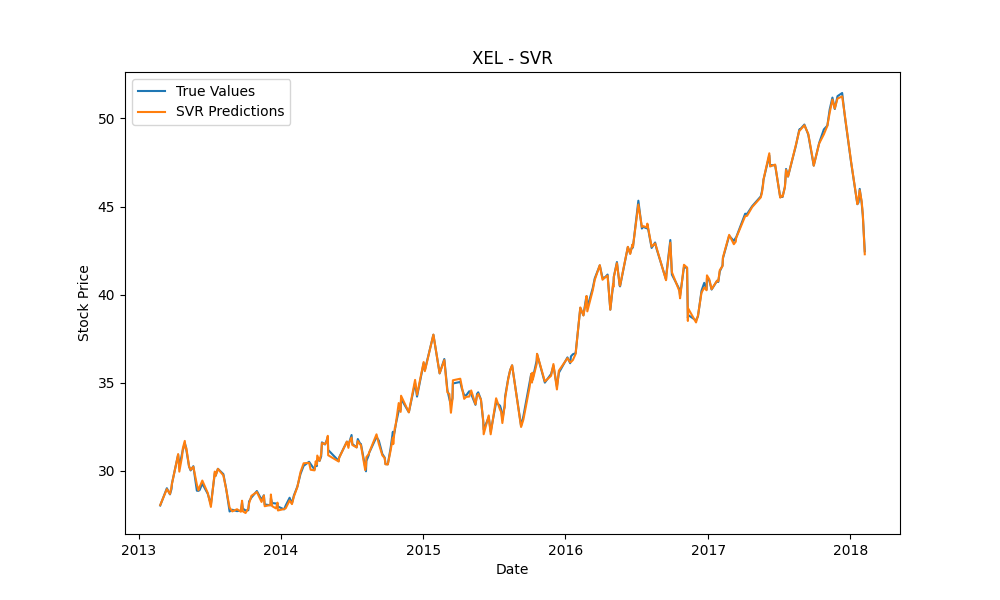 XEL - SVR
True Values
SVR Predictions
50
45
40
35
30
Stock Price
2013 2014 2015 2016 2017 2018
Date